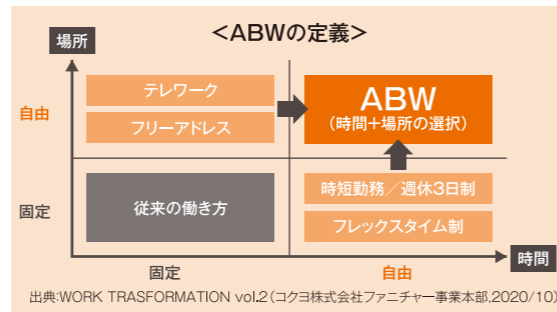 <ABWの定義>
場所
自由
テレワーク
フリーアドレス
ABW
(時間+場所の選択)
固定
従来の働き方
時短勤務/週休3日制
フレックスタイム制
時間
固定
自由
出典:WORK TRASFORMATION vol.2(コクヨ株式会社ファニチャー事業本部,2020/10)